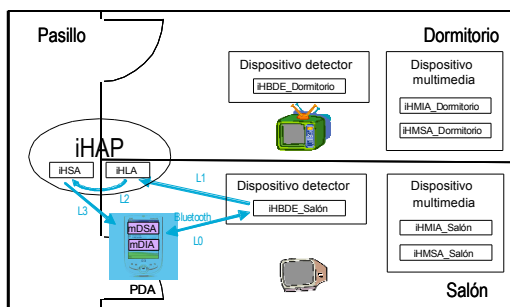 Pasillo
Dormitorio
Dispositivo detector
iHBDE_Dormitorio
Dispositivo
multimedia
iHMIA_Dormitorio
iHMSA_Dormitorio
iHAP
iHSA
iHLA
L1
L2
L3
Dispositivo detector
iHBDE_Salón
Bluetooth
L0
mDSA
mDIA
PDA
Dispositivo
multimedia
iHMIA_Salón
iHMSA_Salón
Salón